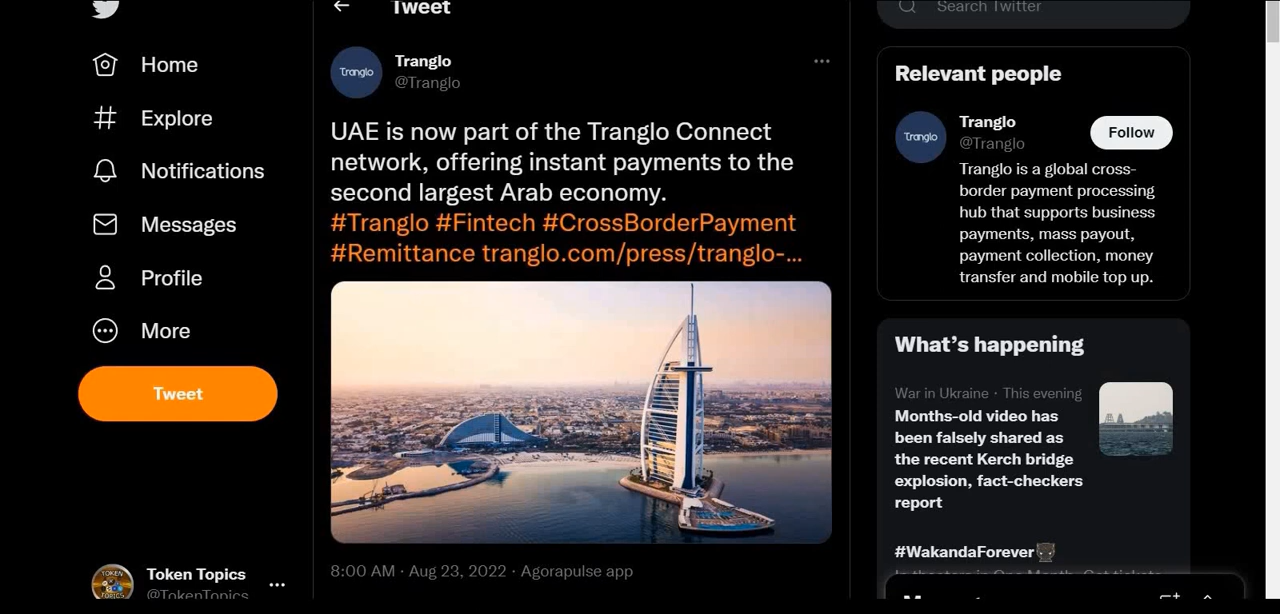 Tweet
Search Twitter
Home
Explore
Notifications
Messages
Profile
More
Tweet
Token Topics
@TokenTopics
Tranglo
Tranglo
@Tranglo
UAE is now part of the Tranglo Connect
network, offering instant payments to the
second largest Arab economy.
#Tranglo #Fintech #CrossBorderPayment
#Remittance tranglo.com/press/tranglo-...
8:00 AM · Aug 23, 2022 · Agorapulse app
Relevant people
Tranglo
Tranglo
@Tranglo
Follow
Tranglo is a global cross-
border payment processing
hub that supports business
payments, mass payout,
payment collection, money
transfer and mobile top up.
What's happening
War in Ukraine · This evening
Months-old video has
been falsely shared as
the recent Kerch bridge
explosion, fact-checkers
report
#WakandaForever